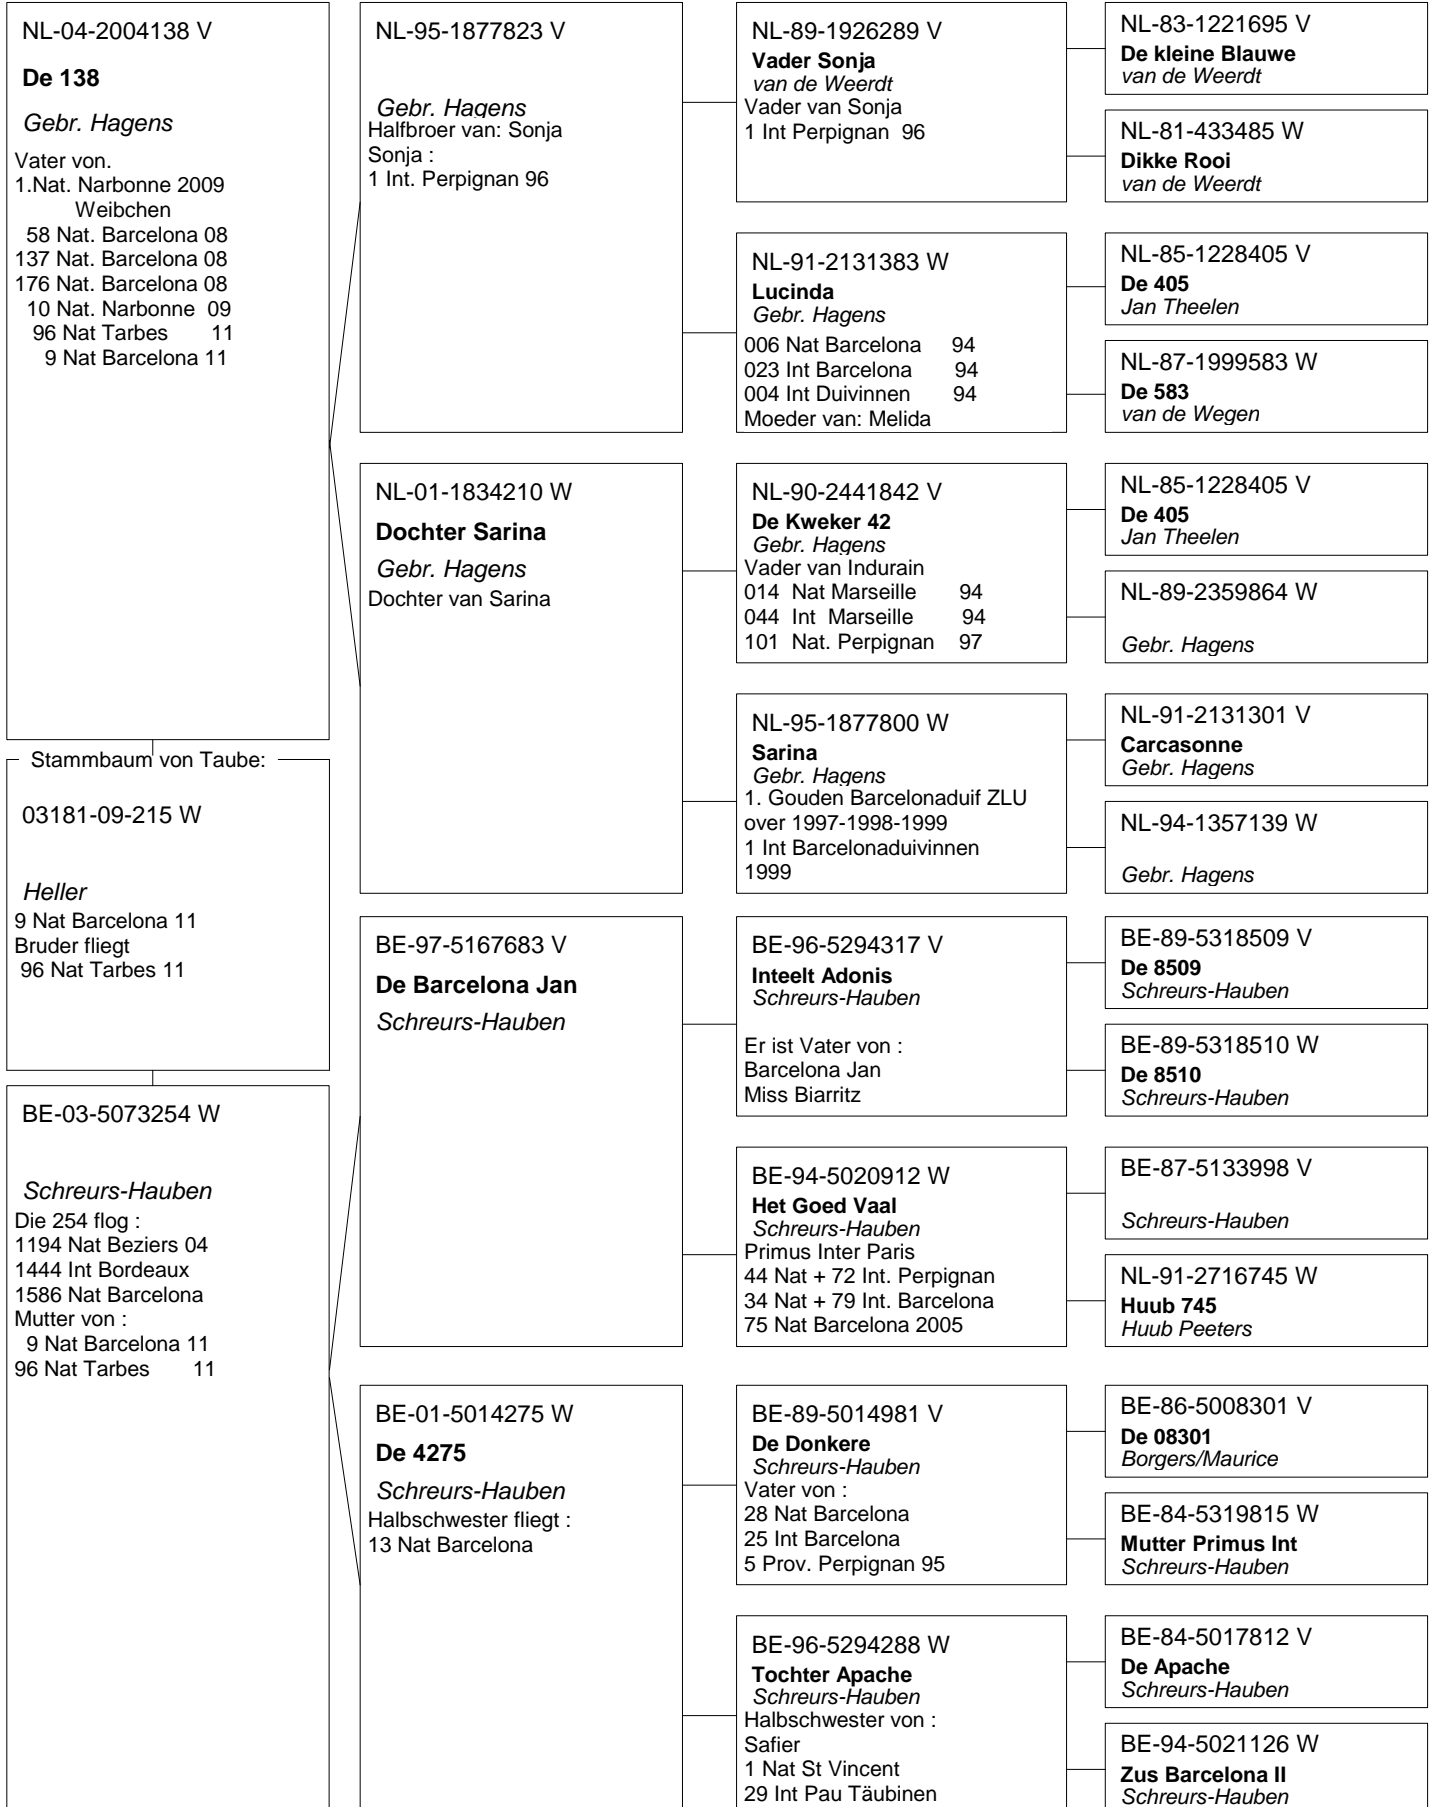 NL-04-2004138 V
De 138
Gebr. Hagens
Vater von.
1.Nat. Narbonne 2009
Weibchen
58 Nat. Barcelona 08
137 Nat. Barcelona 08
176 Nat. Barcelona 08
10 Nat. Narbonne 09
96 Nat Tarbes 11
9 Nat Barcelona 11
Stammbaum von Taube:
03181-09-215 W
Heller
9 Nat Barcelona 11
Bruder fliegt
96 Nat Tarbes 11
BE-03-5073254 W
Schreurs-Hauben
Die 254 flog :
1194 Nat Beziers 04
1444 Int Bordeaux
1586 Nat Barcelona
Mutter von :
9 Nat Barcelona 11
96 Nat Tarbes 11
NL-95-1877823 V
Gebr. Hagens
Halfbroer van: Sonja
Sonja :
1 Int. Perpignan 96
NL-01-1834210 W
Dochter Sarina
Gebr. Hagens
Dochter van Sarina
BE-97-5167683 V
De Barcelona Jan
Schreurs-Hauben
BE-01-5014275 W
De 4275
Schreurs-Hauben
Halbschwester fliegt :
13 Nat Barcelona
NL-89-1926289 V
Vader Sonja
van de Weerdt
Vader van Sonja
1 Int Perpignan 96
NL-91-2131383 W
Lucinda
Gebr. Hagens
006 Nat Barcelona 94
023 Int Barcelona 94
004 Int Duivinnen 94
Moeder van: Melida
NL-90-2441842 V
De Kweker 42
Gebr. Hagens
Vader van Indurain
014 Nat Marseille 94
044 Int Marseille 94
101 Nat. Perpignan 97
NL-95-1877800 W
Sarina
Gebr. Hagens
1. Gouden Barcelonaduif ZLU
over 1997-1998-1999
1 Int Barcelonaduivinnen
1999
BE-96-5294317 V
Inteelt Adonis
Schreurs-Hauben
Er ist Vater von :
Barcelona Jan
Miss Biarritz
BE-94-5020912 W
Het Goed Vaal
Schreurs-Hauben
Primus Inter Paris
44 Nat + 72 Int. Perpignan
34 Nat + 79 Int. Barcelona
75 Nat Barcelona 2005
BE-89-5014981 V
De Donkere
Schreurs-Hauben
Vater von :
28 Nat Barcelona
25 Int Barcelona
5 Prov. Perpignan 95
BE-96-5294288 W
Tochter Apache
Schreurs-Hauben
Halbschwester von :
Safier
1 Nat St Vincent
29 Int Pau Täubinen
NL-83-1221695 V
De kleine Blauwe
van de Weerdt
NL-81-433485 W
Dikke Rooi
van de Weerdt
NL-85-1228405 V
De 405
Jan Theelen
NL-87-1999583 W
De 583
van de Wegen
NL-85-1228405 V
De 405
Jan Theelen
NL-89-2359864 W
Gebr. Hagens
NL-91-2131301 V
Carcasonne
Gebr. Hagens
NL-94-1357139 W
Gebr. Hagens
BE-89-5318509 V
De 8509
Schreurs-Hauben
BE-89-5318510 W
De 8510
Schreurs-Hauben
BE-87-5133998 V
Schreurs-Hauben
NL-91-2716745 W
Huub 745
Huub Peeters
BE-86-5008301 V
De 08301
Borgers/Maurice
BE-84-5319815 W
Mutter Primus Int
Schreurs-Hauben
BE-84-5017812 V
De Apache
Schreurs-Hauben
BE-94-5021126 W
Zus Barcelona II
Schreurs-Hauben